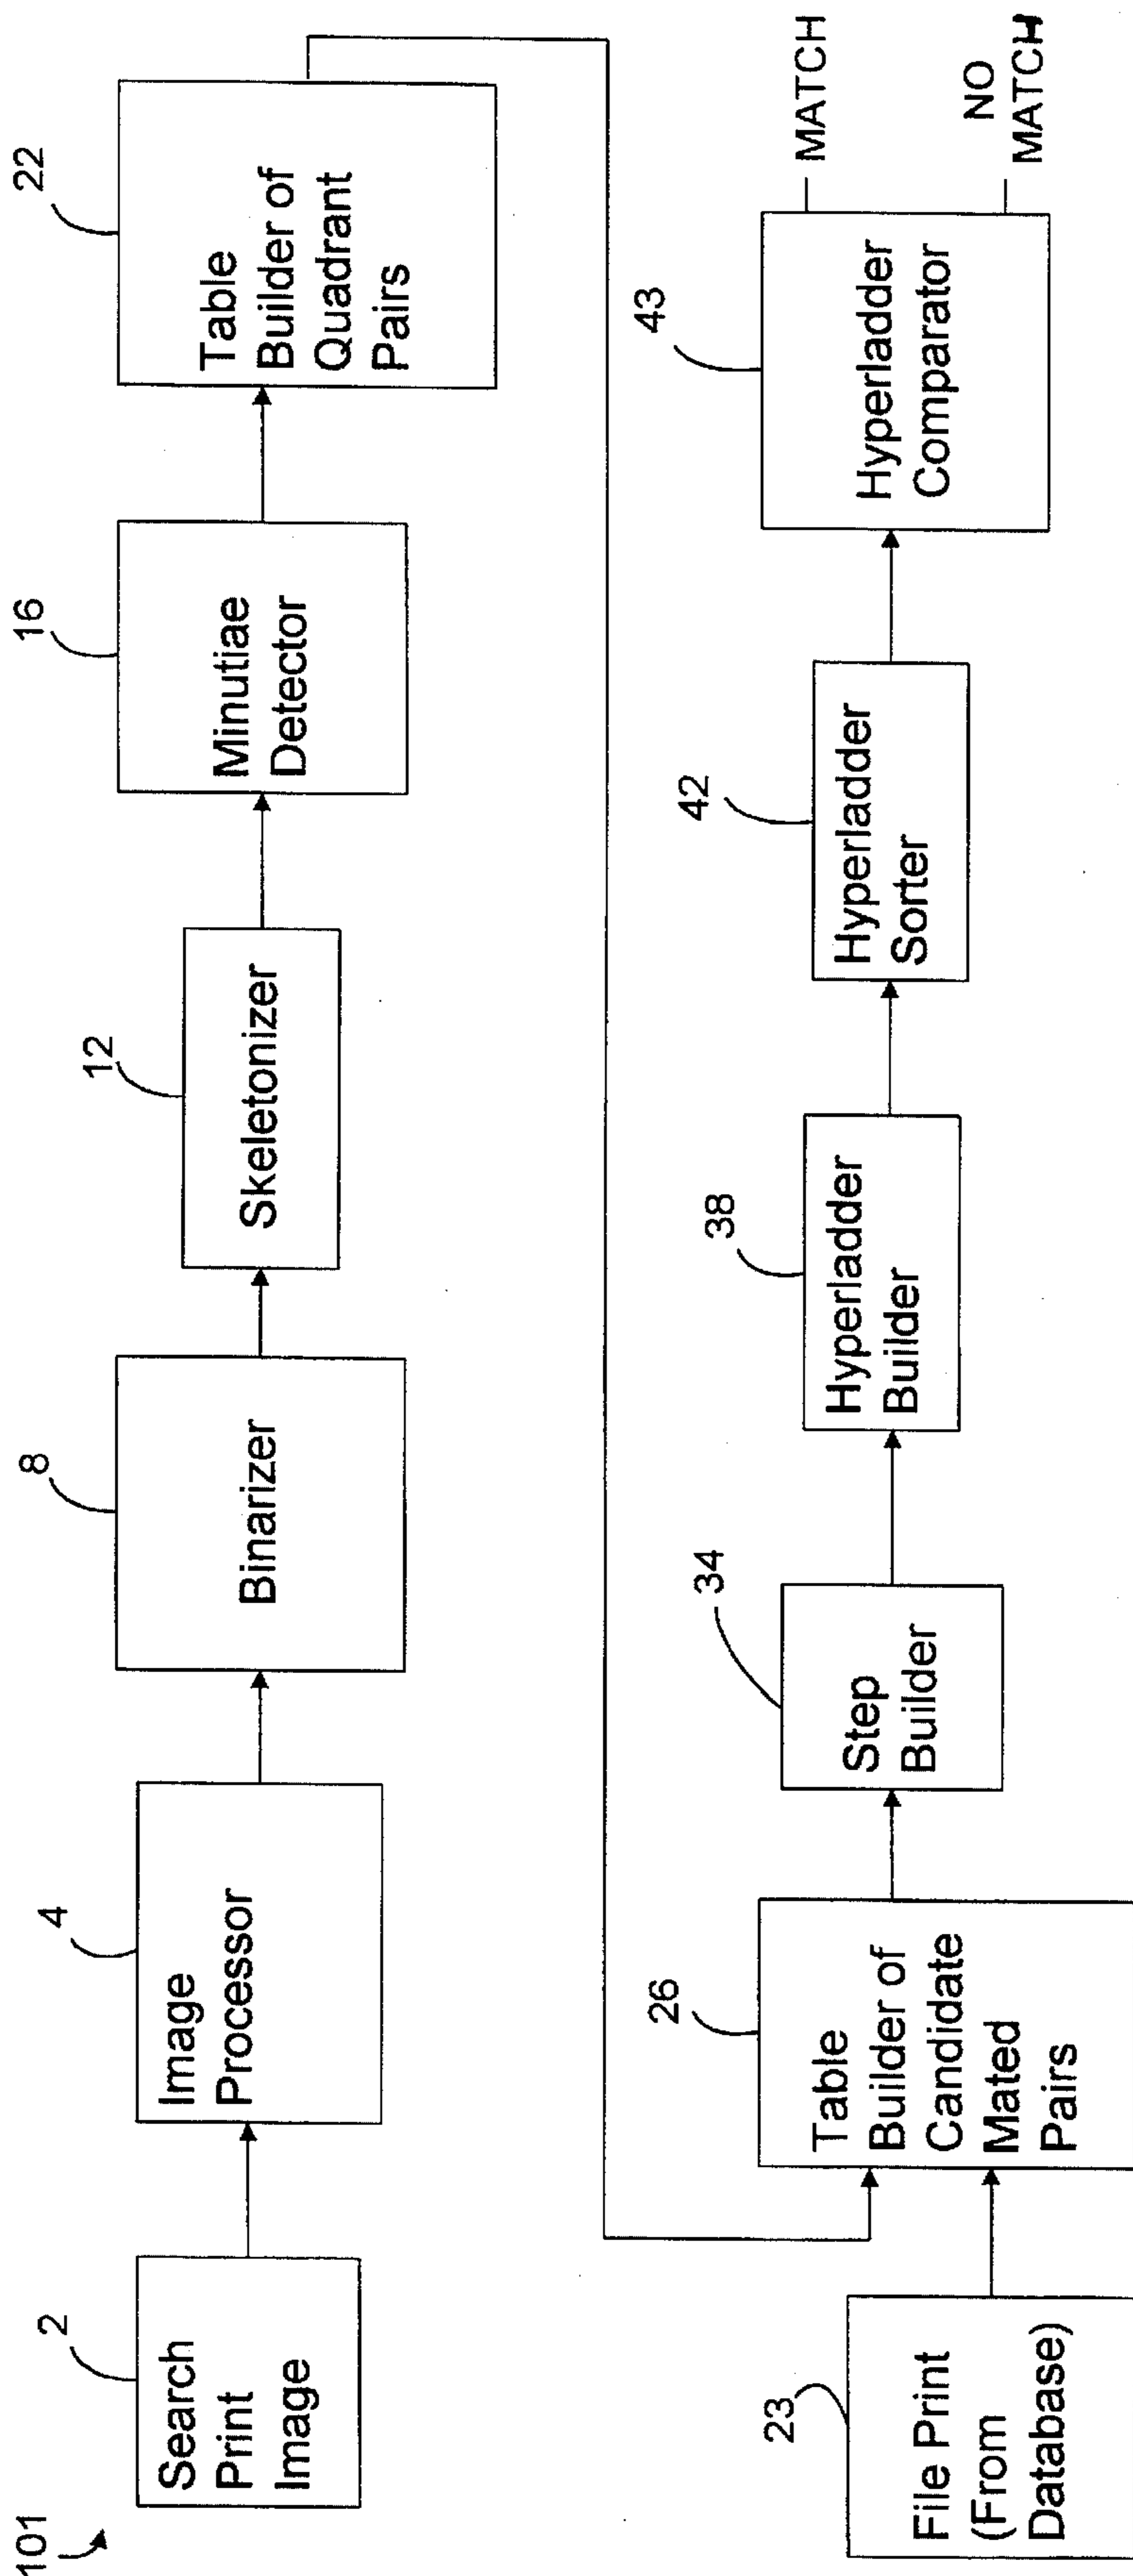 101
2
Search
Print
Image
4
Image
Processor
8
Binarizer
12
Skeletonizer
16
Minutiae
Detector
22
Table
Builder of
Quadrant
Pairs
23
File Print
(From
Database)
26
Table
Builder of
Candidate
Mated
Pairs
34
Step
Builder
38
Hyperladder
Builder
42
Hyperladder
Sorter
43
Hyperladder
Comparator
MATCH
NO
MATCH